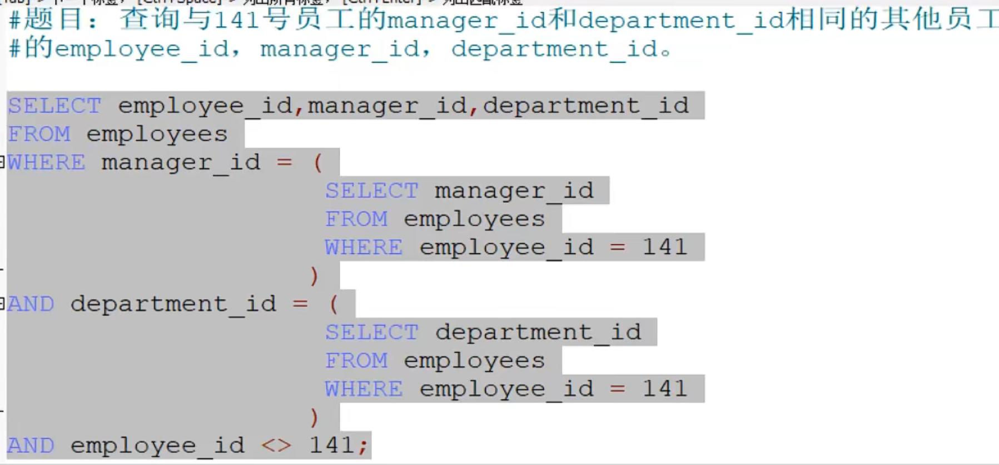 #题目：查询与141号员工的manager_id和department_id相同的其他员工
#的employee_id，manager_id，department_id。
SELECT employee_id,manager_id,department_id
FROM employees
WHERE manager_id = (
SELECT manager_id
FROM employees
WHERE employee_id = 141
)
AND department_id = (
SELECT department_id
FROM employees
WHERE employee_id = 141
)
AND employee_id <> 141;